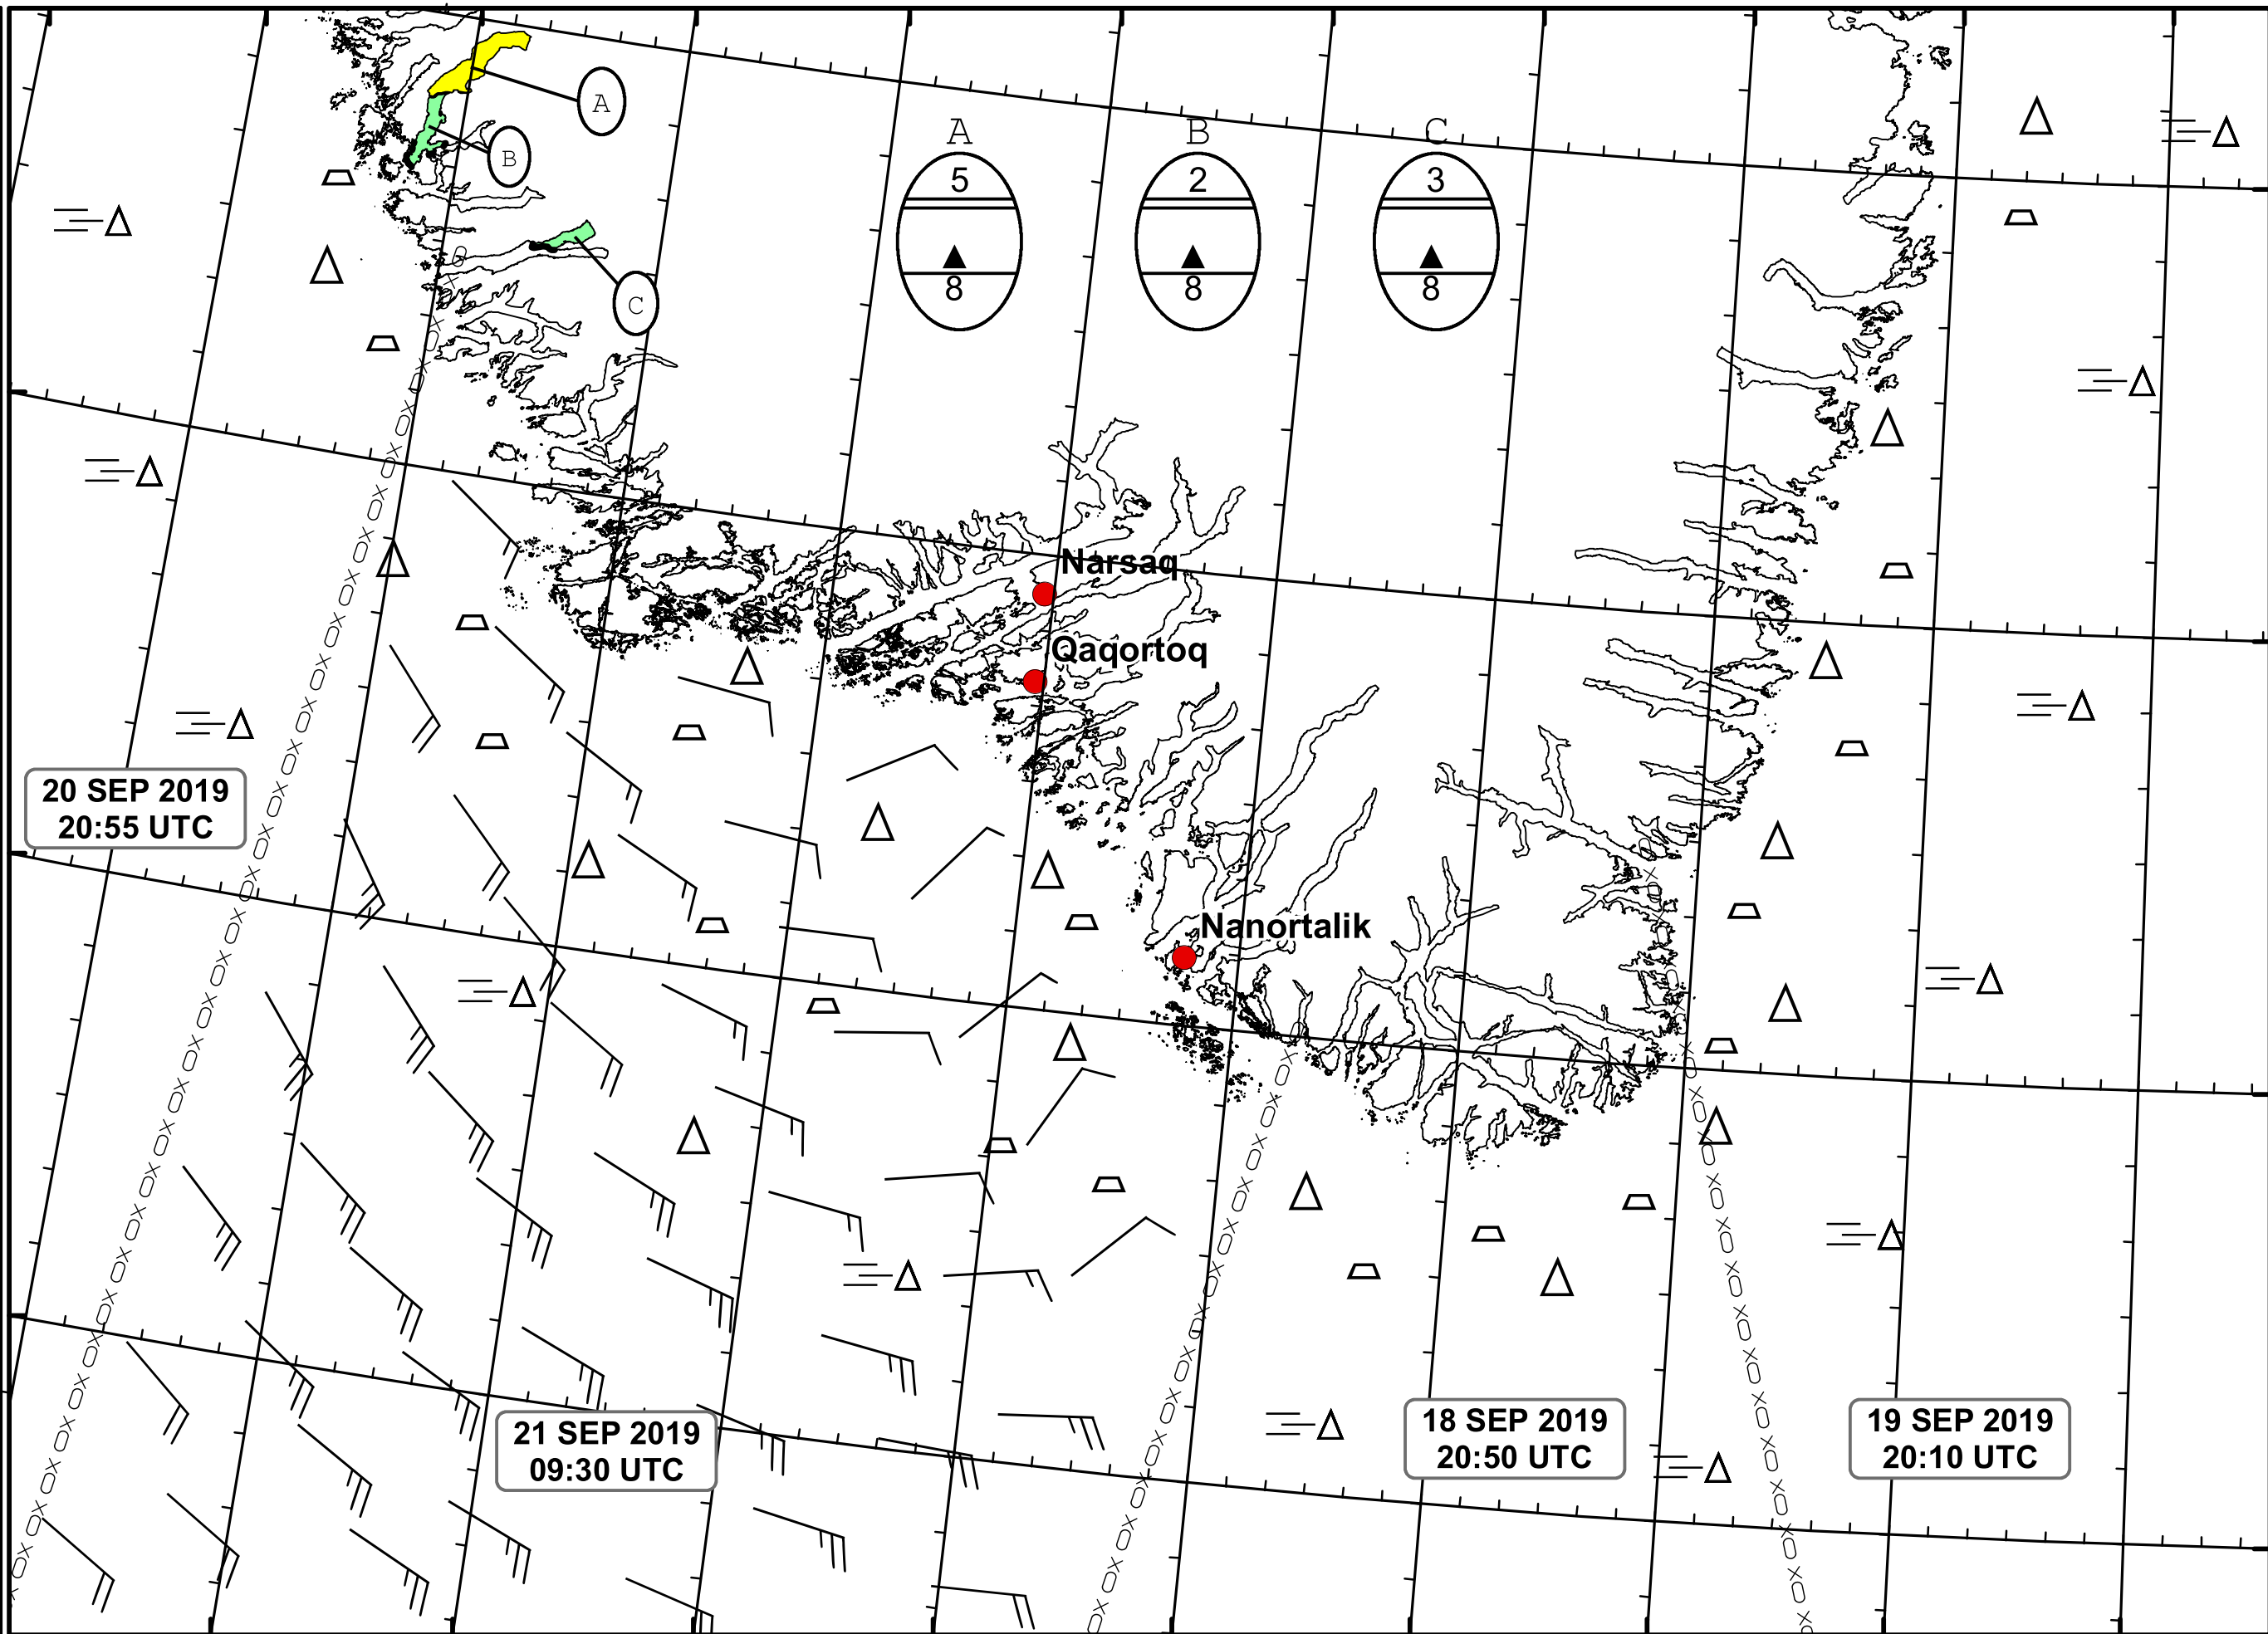 A
B
C
A
B
C
5
2
3
8
8
8
Narsaq
Qaqortoq
Nanortalik
20 SEP 2019
20:55 UTC
21 SEP 2019
09:30 UTC
18 SEP 2019
20:50 UTC
19 SEP 2019
20:10 UTC